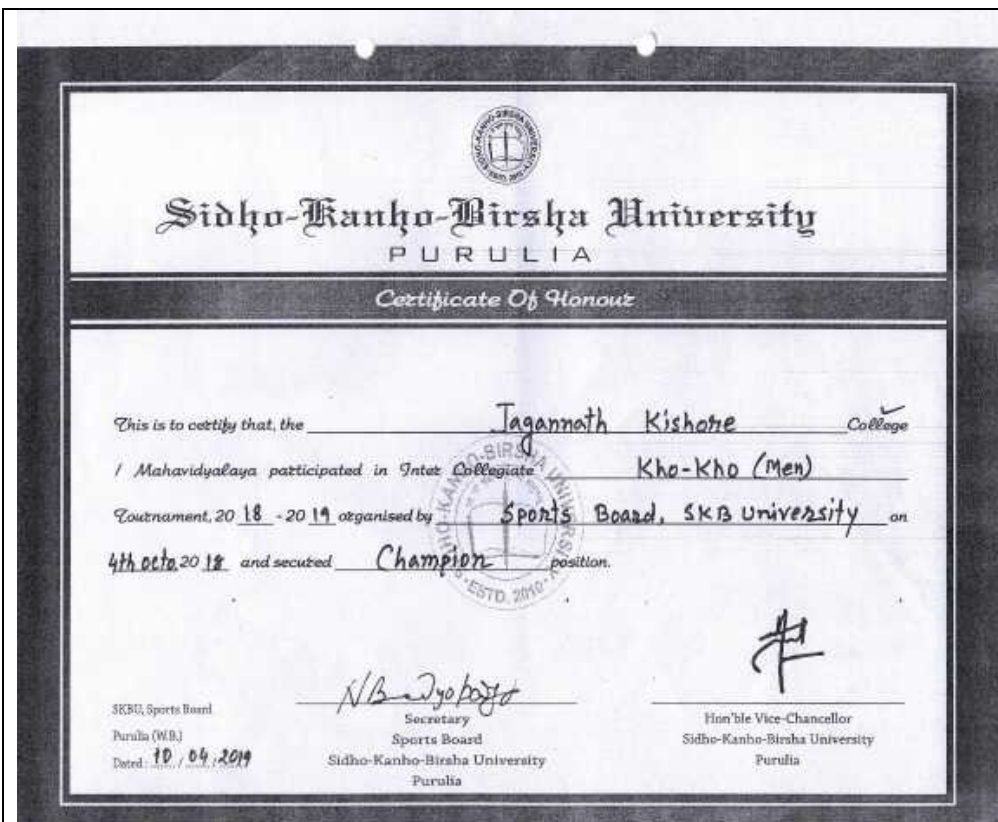 Sidho-Kanho-Birsha University
PURULIA
Certificate Of Honour
This is to certify that, the Jagannath Kishore College
/ Mahavidyalaya participated in Inter Collegiate Kho-Kho (Men)
Tournament, 20 18 - 20 19 organised by Sports Board, SKB University on
4th octo 20 18 and secured Champion position.
ESTD. 2010
SKBU, Sports Board
Purulia (W.B.)
Dated: 10, 04, 2019
Secretary
Sports Board
Sidho-Kanho-Birsha University
Purulia
Hon'ble Vice-Chancellor
Sidho-Kanho-Birsha University
Purulia